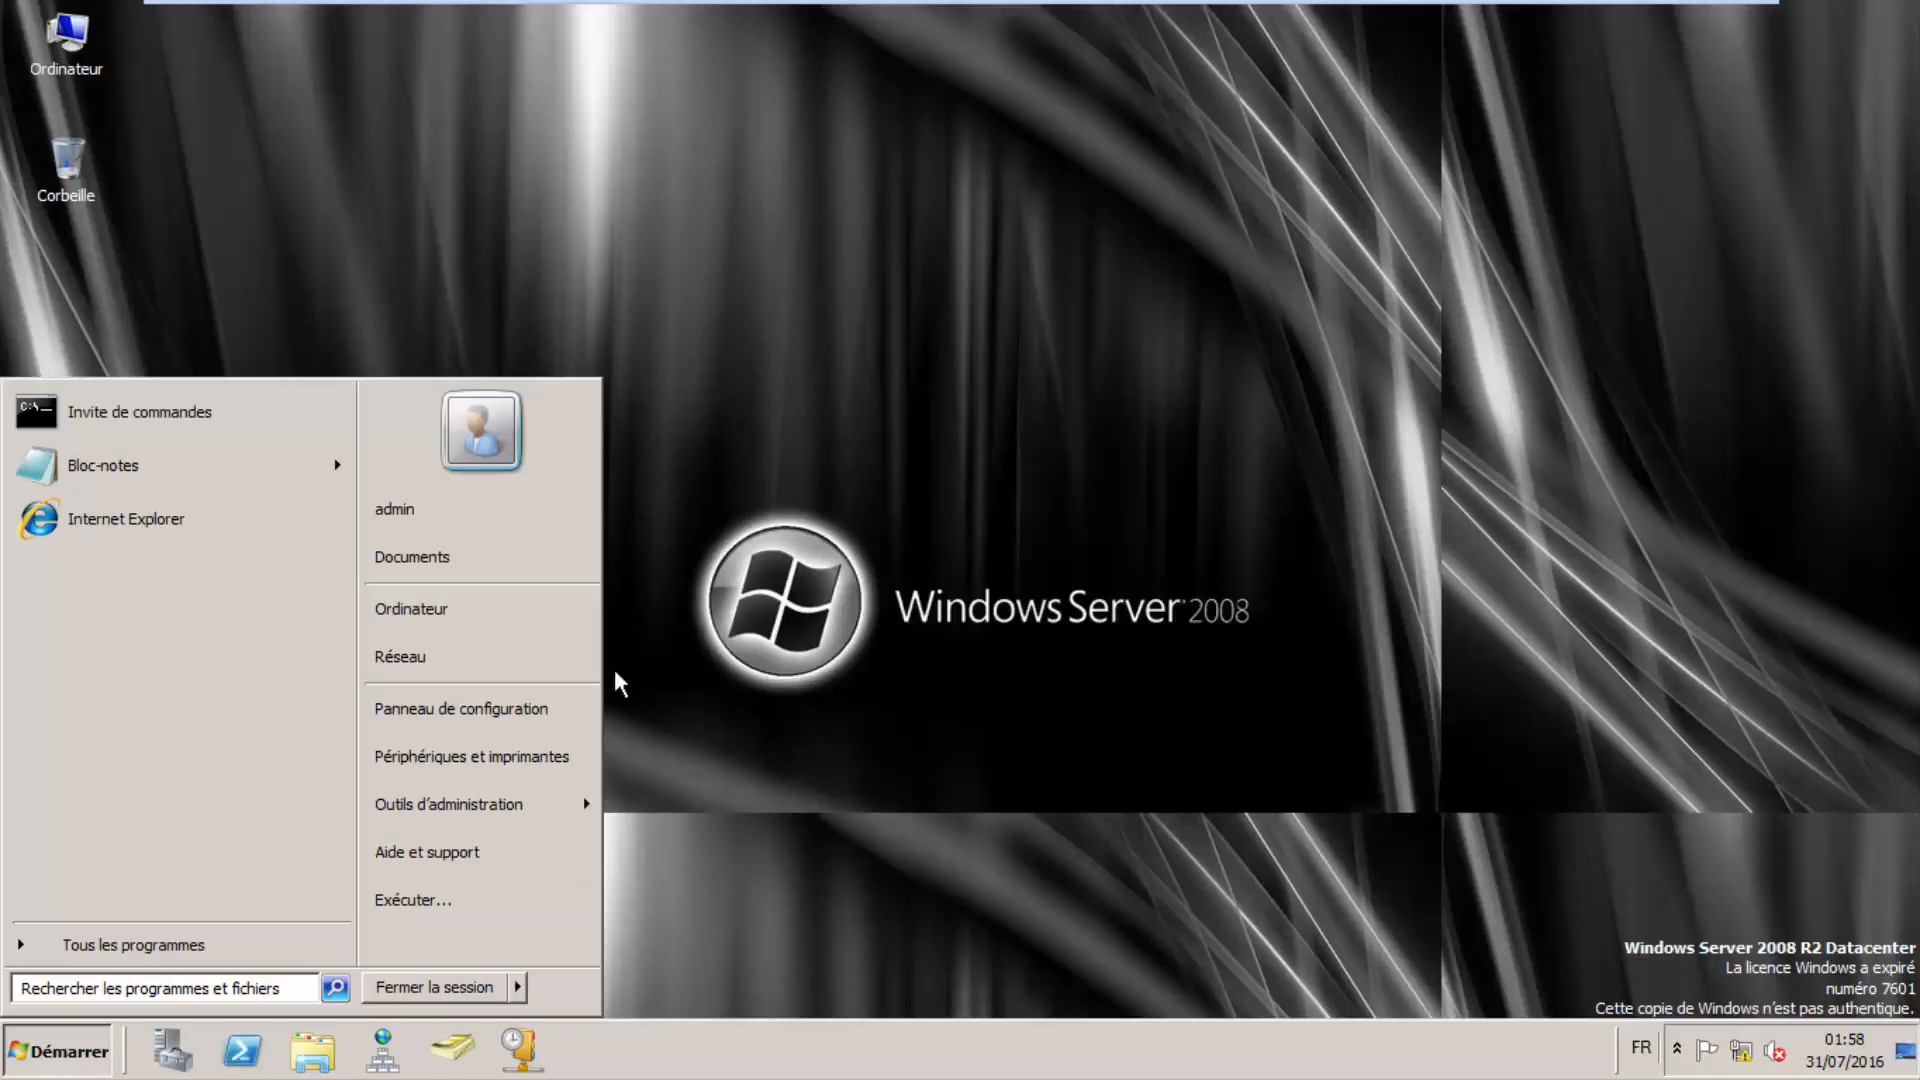 Ordinateur
Corbeille
C:\_
Invite de commandes
Bloc-notes
Internet Explorer
Tous les programmes
Rechercher les programmes et fichiers
admin
Documents
Ordinateur
Réseau
Panneau de configuration
Périphériques et imprimantes
Outils d'administration
Aide et support
Exécuter...
Fermer la session
Windows Server 2008
Windows Server 2008 R2 Datacenter
La licence Windows a expiré
numéro 7601
Cette copie de Windows n'est pas authentique.
Démarrer
FR
01:58
31/07/2016